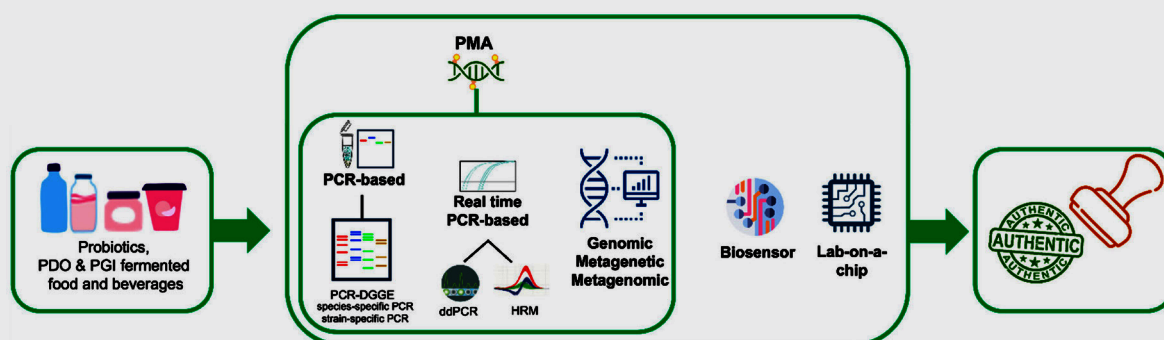 Probiotics,
PDO & PGI fermented
food and beverages
PMA
PCR-based
PCR-DGGE
species-specific PCR
strain-specific PCR
Real time
PCR-based
ddPCR
HRM
Genomic
Metagenetic
Metagenomic
Biosensor
Lab-on-a-
chip
AUTHENTIC
AUTHENTIC
AUTHENTIC